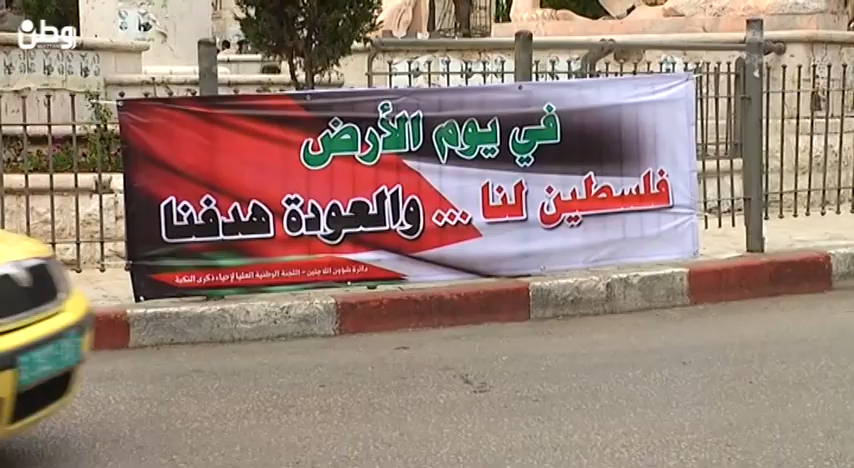 وطن
في يوم الأرض
فلسطين لنا ... والعودة هدفنا
دائرة شؤون اللاجئين - اللجنة الوطنية العليا لإحياء ذكرى النكبة